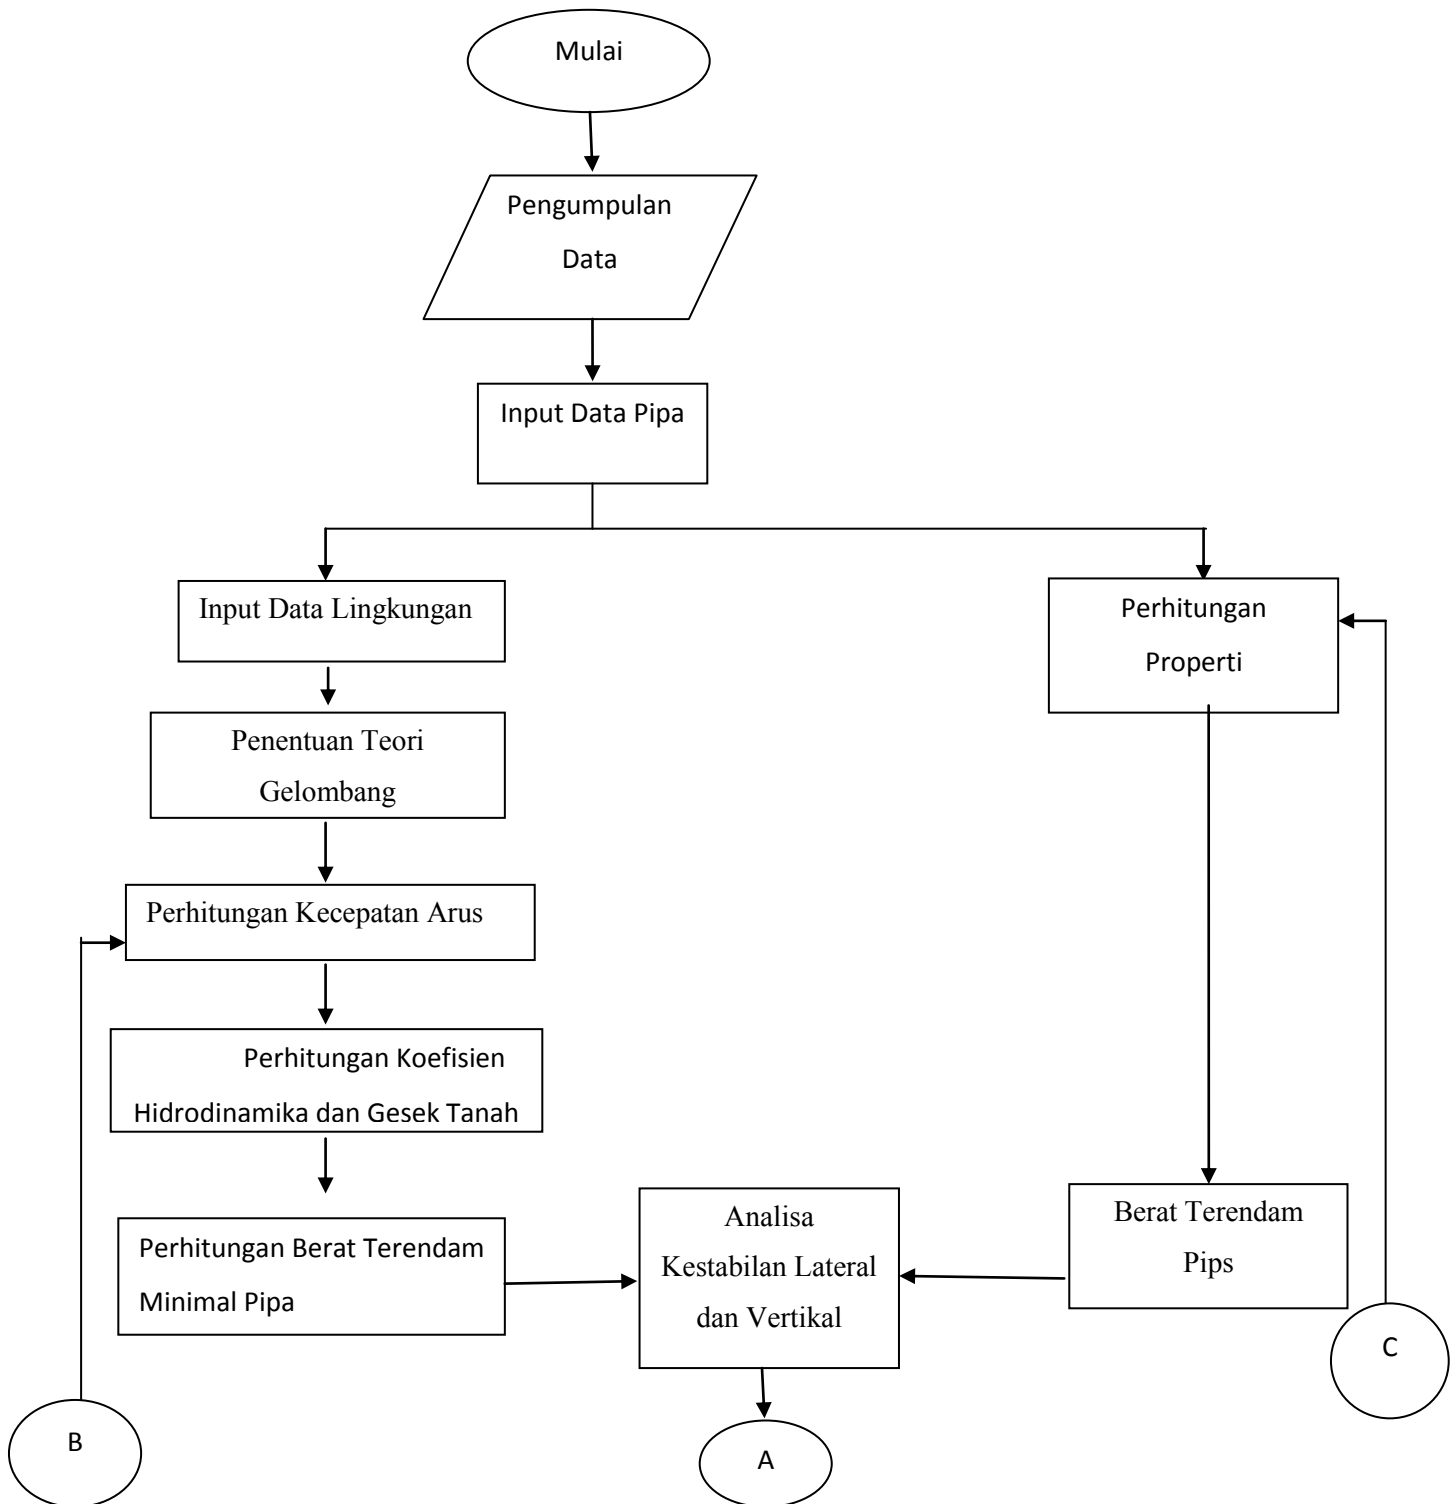 Mulai
Pengumpulan
Data
Input Data Pipa
Input Data Lingkungan
Perhitungan
Properti
Penentuan Teori
Gelombang
Perhitungan Kecepatan Arus
Perhitungan Koefisien
Hidrodinamika dan Gesek Tanah
Perhitungan Berat Terendam
Minimal Pipa
Analisa
Kestabilan Lateral
dan Vertikal
Berat Terendam
Pips
C
B
A